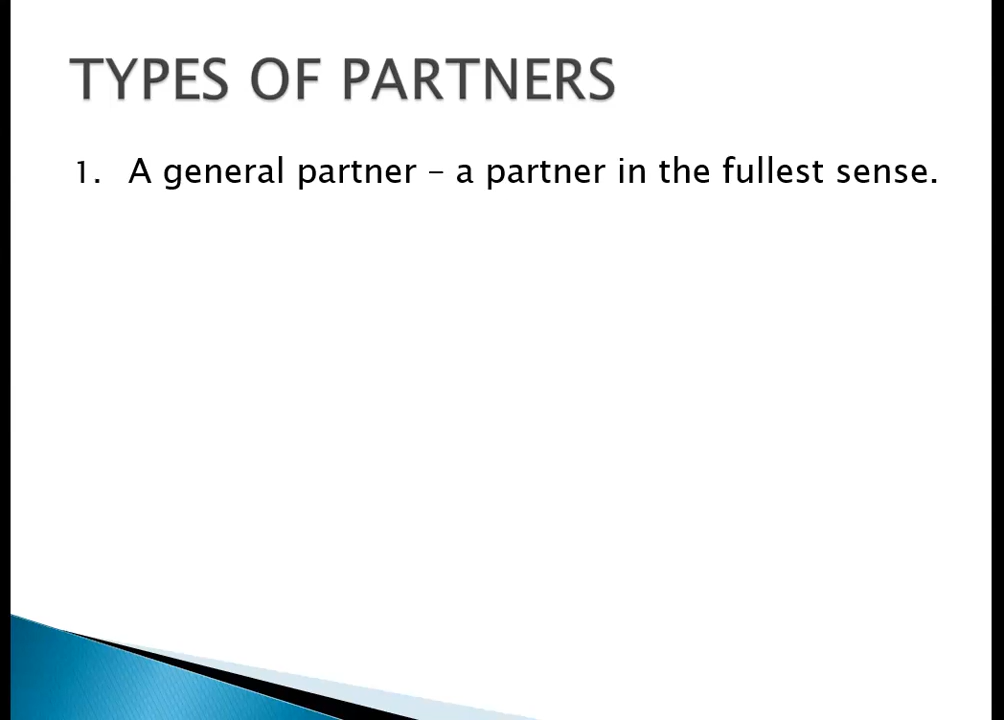 TYPES OF PARTNERS
1. A general partner – a partner in the fullest sense.